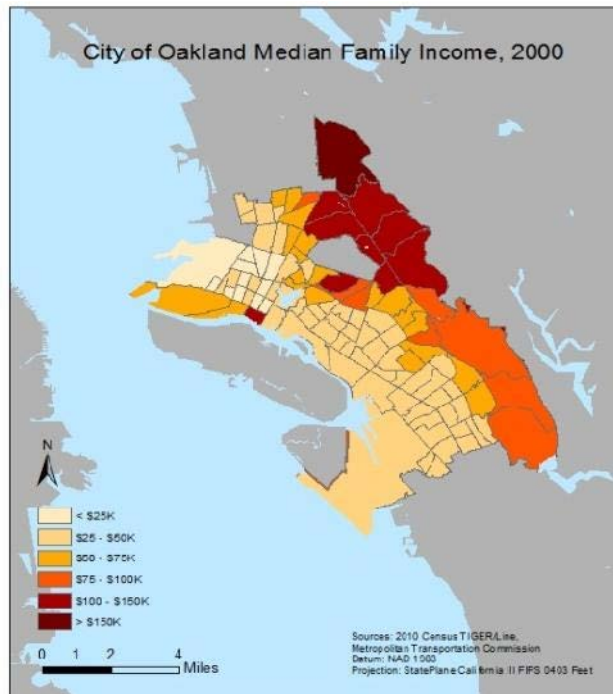 City of Oakland Median Family Income, 2000
N
< $25K
$25 - $50K
$50 - $75K
$75 - $100K
$100 - $150K
> $150K
0 1 2 4
Miles
Sources: 2010 Census TIGER/Line,
Metropolitan Transportation Commission
Datum: NAD 1983
Projection: StatePlane California III FIPS 0403 Feet